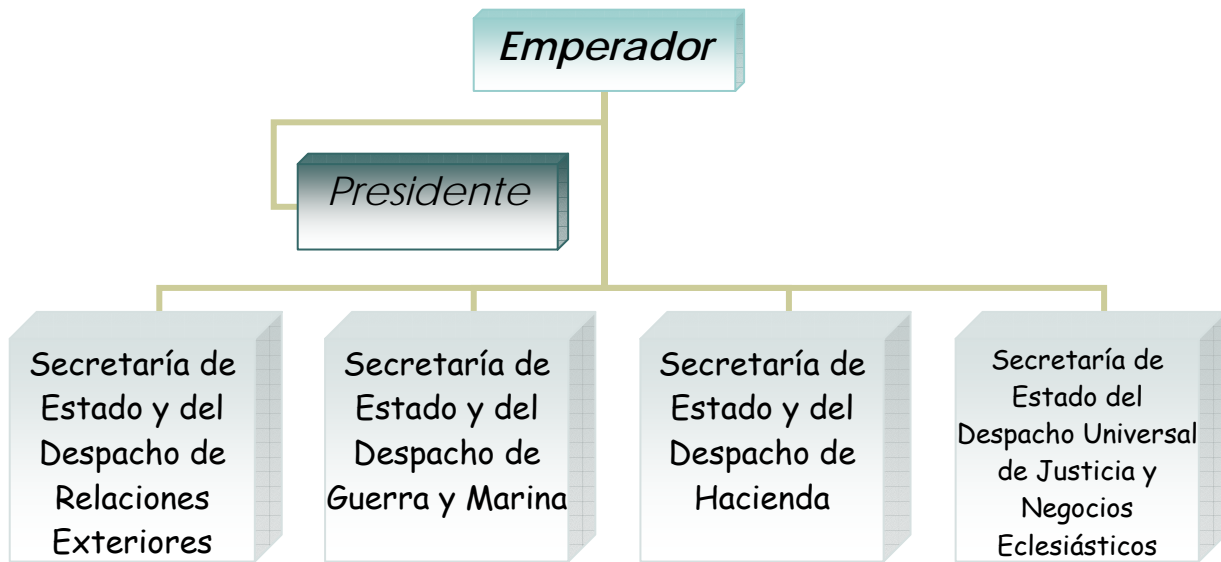 Emperador
Presidente
Secretaría de
Estado y del
Despacho de
Relaciones
Exteriores
Secretaría de
Estado y del
Despacho de
Guerra y Marina
Secretaría de
Estado y del
Despacho de
Hacienda
Secretaría de
Estado del
Despacho Universal
de Justicia y
Negocios
Eclesiásticos